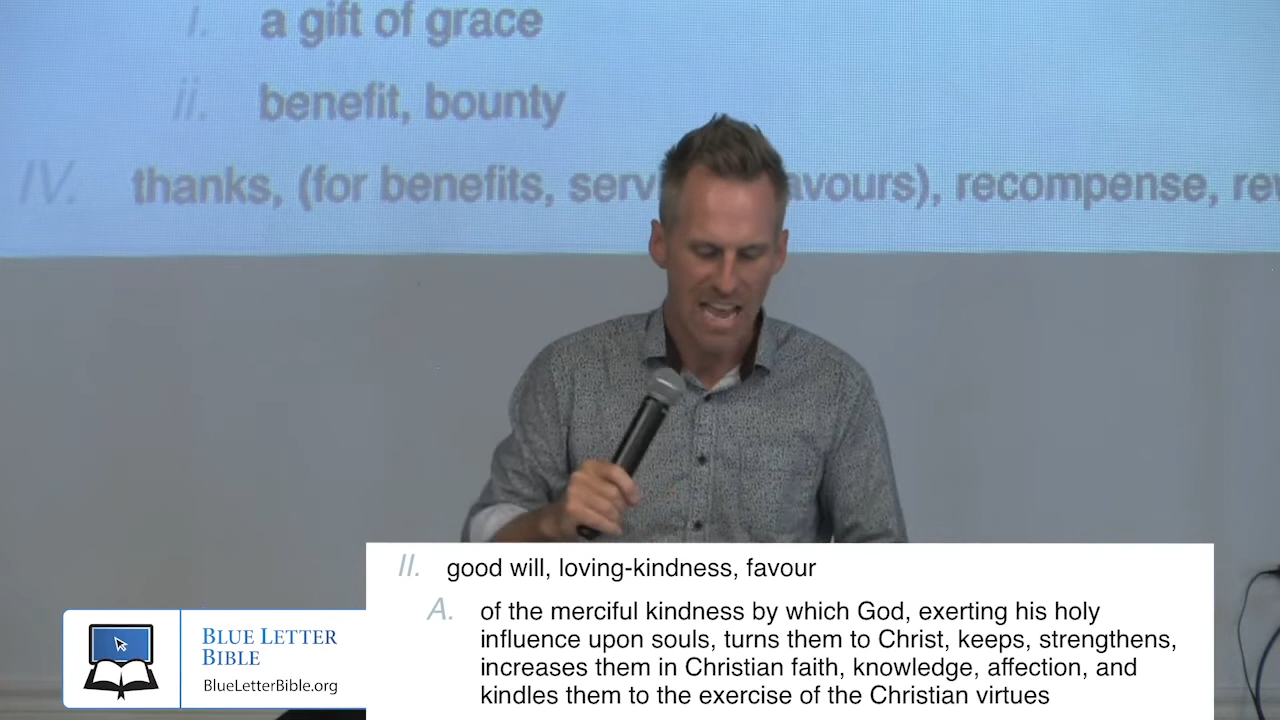 i. a gift of grace
ii. benefit, bounty
IV. thanks, (for benefits, avours), recompense,
II. good will, loving-kindness, favour
A. of the merciful kindness by which God, exerting his holy
influence upon souls, turns them to Christ, keeps, strengthens,
increases them in Christian faith, knowledge, affection, and
kindles them to the exercise of the Christian virtues
BLUE LETTER
BIBLE
BlueLetterBible.org